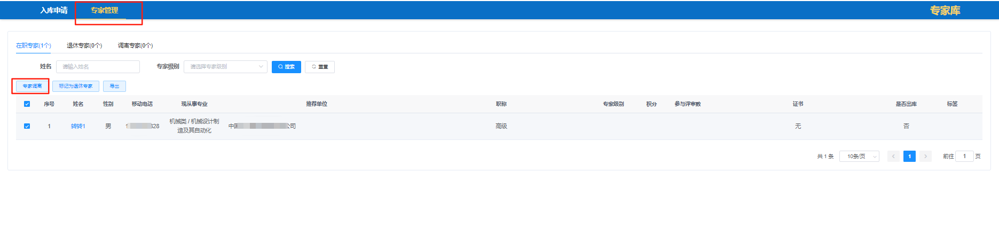 入库申请 专家管理 专家库
在职专家(1个) 退休专家(0个) 调离专家(0个)
姓名 请输入姓名 专家级别 请选择专家级别 搜索 重置
专家调离 标记为退休专家 导出
序号 姓名 性别 移动电话 现从事专业 推荐单位 职称 专家级别 积分 参与评审数 证书 是否出库 标签
1 转转1 男 1 328 机械类 / 机械设计制 中国 公司 高级 无 否
造及其自动化
共 1 条 10条/页 1 前往 1 页